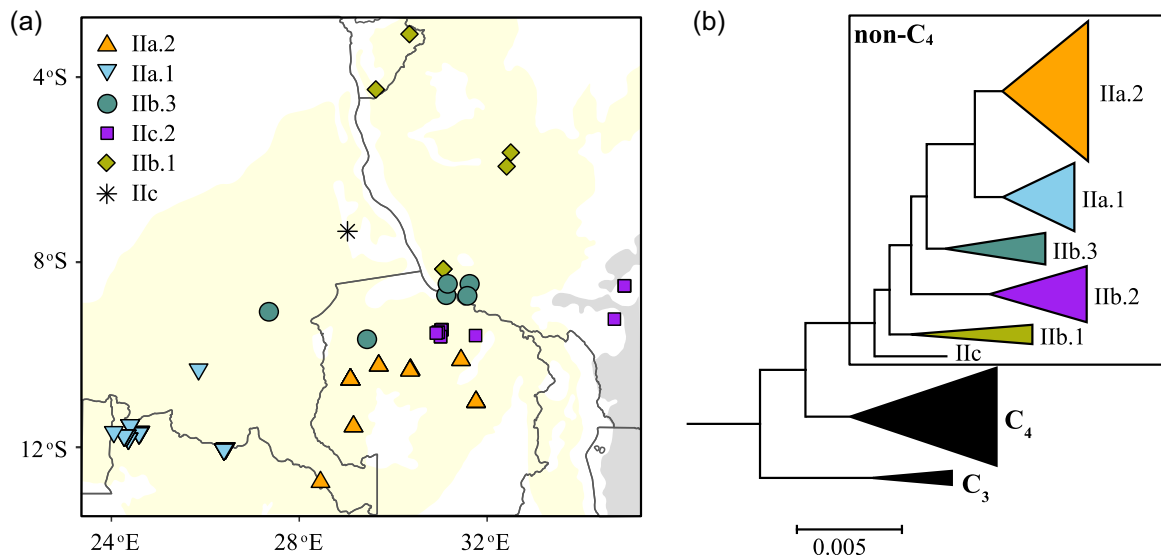 (a)
IIa.2
IIa.1
IIb.3
IIc.2
IIb.1
IIc
4°S
8°S
12°S
24°E
28°E
32°E
(b)
non-C₄
IIa.2
IIa.1
IIb.3
IIb.2
IIb.1
IIc
C₄
C₃
0.005